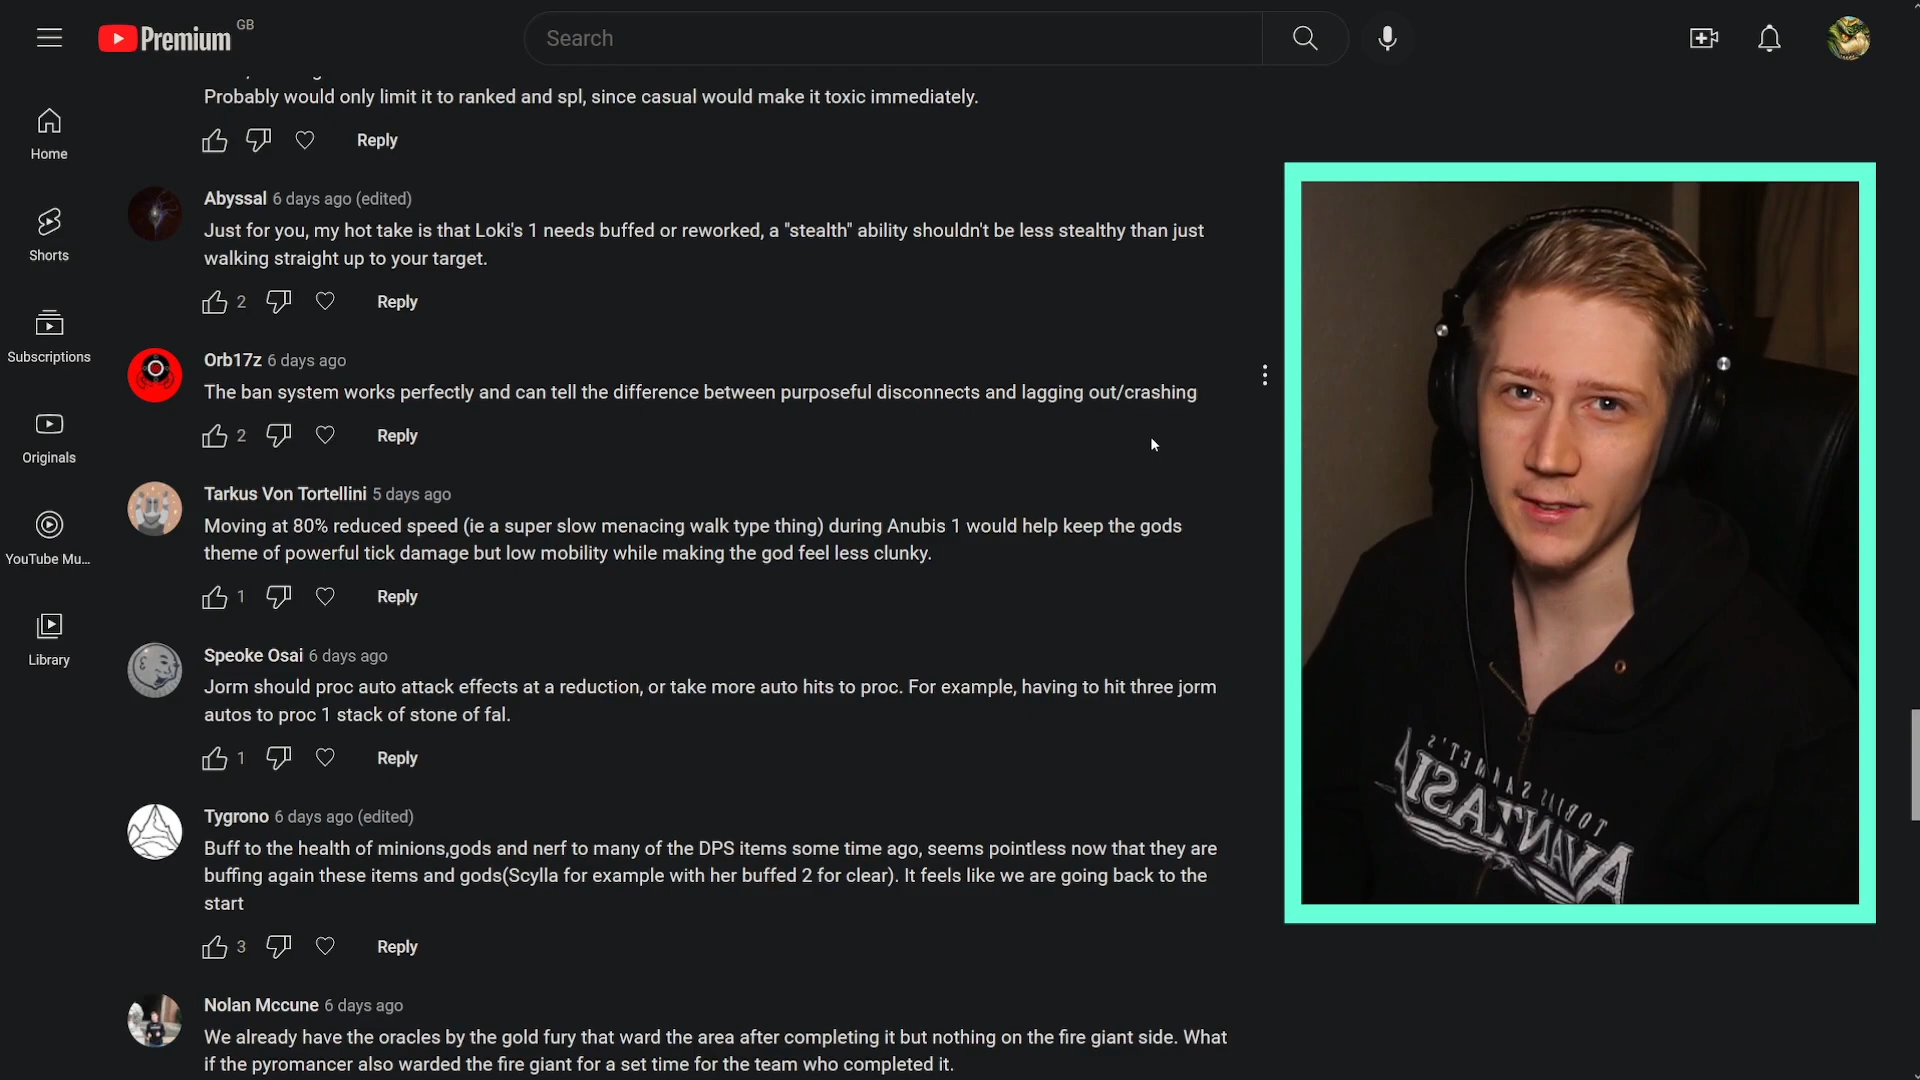 Premium GB
Search
Home
Shorts
Subscriptions
Originals
YouTube Mu...
Library
Probably would only limit it to ranked and spl, since casual would make it toxic immediately.
Reply
Abyssal 6 days ago (edited)
Just for you, my hot take is that Loki's 1 needs buffed or reworked, a "stealth" ability shouldn't be less stealthy than just
walking straight up to your target.
2 Reply
Orb17z 6 days ago
The ban system works perfectly and can tell the difference between purposeful disconnects and lagging out/crashing
2 Reply
Tarkus Von Tortellini 5 days ago
Moving at 80% reduced speed (ie a super slow menacing walk type thing) during Anubis 1 would help keep the gods
theme of powerful tick damage but low mobility while making the god feel less clunky.
1 Reply
Speoke Osai 6 days ago
Jorm should proc auto attack effects at a reduction, or take more auto hits to proc. For example, having to hit three jorm
autos to proc 1 stack of stone of fal.
1 Reply
Tygrono 6 days ago (edited)
Buff to the health of minions,gods and nerf to many of the DPS items some time ago, seems pointless now that they are
buffing again these items and gods(Scylla for example with her buffed 2 for clear). It feels like we are going back to the
start
3 Reply
Nolan Mccune 6 days ago
We already have the oracles by the gold fury that ward the area after completing it but nothing on the fire giant side. What
if the pyromancer also warded the fire giant for a set time for the team who completed it.
TOBIAS SAMMET'S
AVANTASIA